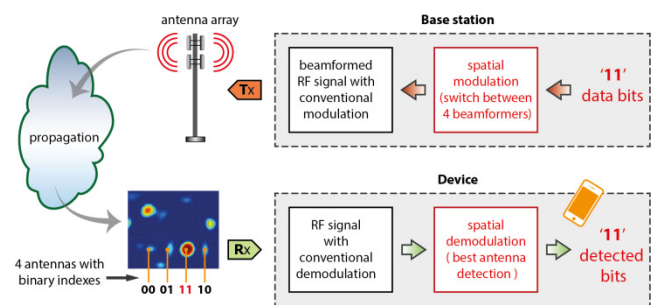 antenna array
Base station
beamformed
RF signal with
conventional
modulation
spatial
modulation
(switch between
4 beamformers)
'11'
data bits
Tx
propagation
Device
RF signal
with
conventional
demodulation
spatial
demodulation
( best antenna
detection )
'11'
detected
bits
Rx
4 antennas with
binary indexes
00 01 11 10